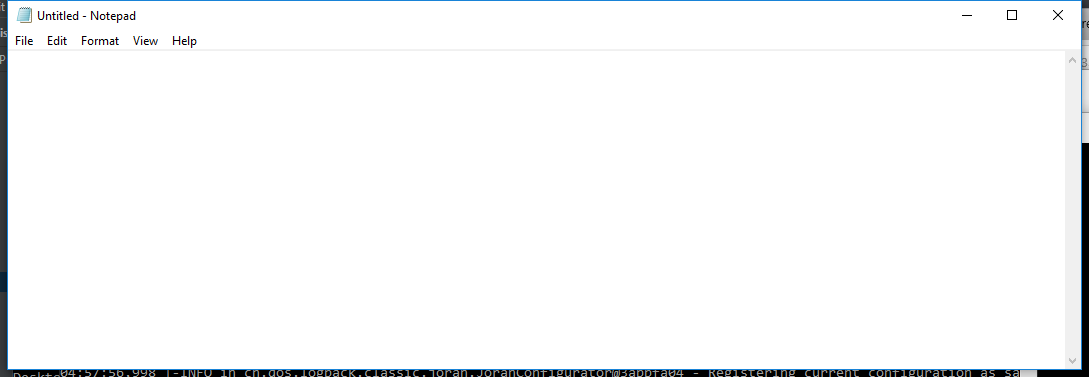 Untitled - Notepad
File Edit Format View Help
04:57:56,998 |-INFO in ch.qos.logback.classic.joran.JoranConfigurator@3abbfa04 - Registering current configuration as sa